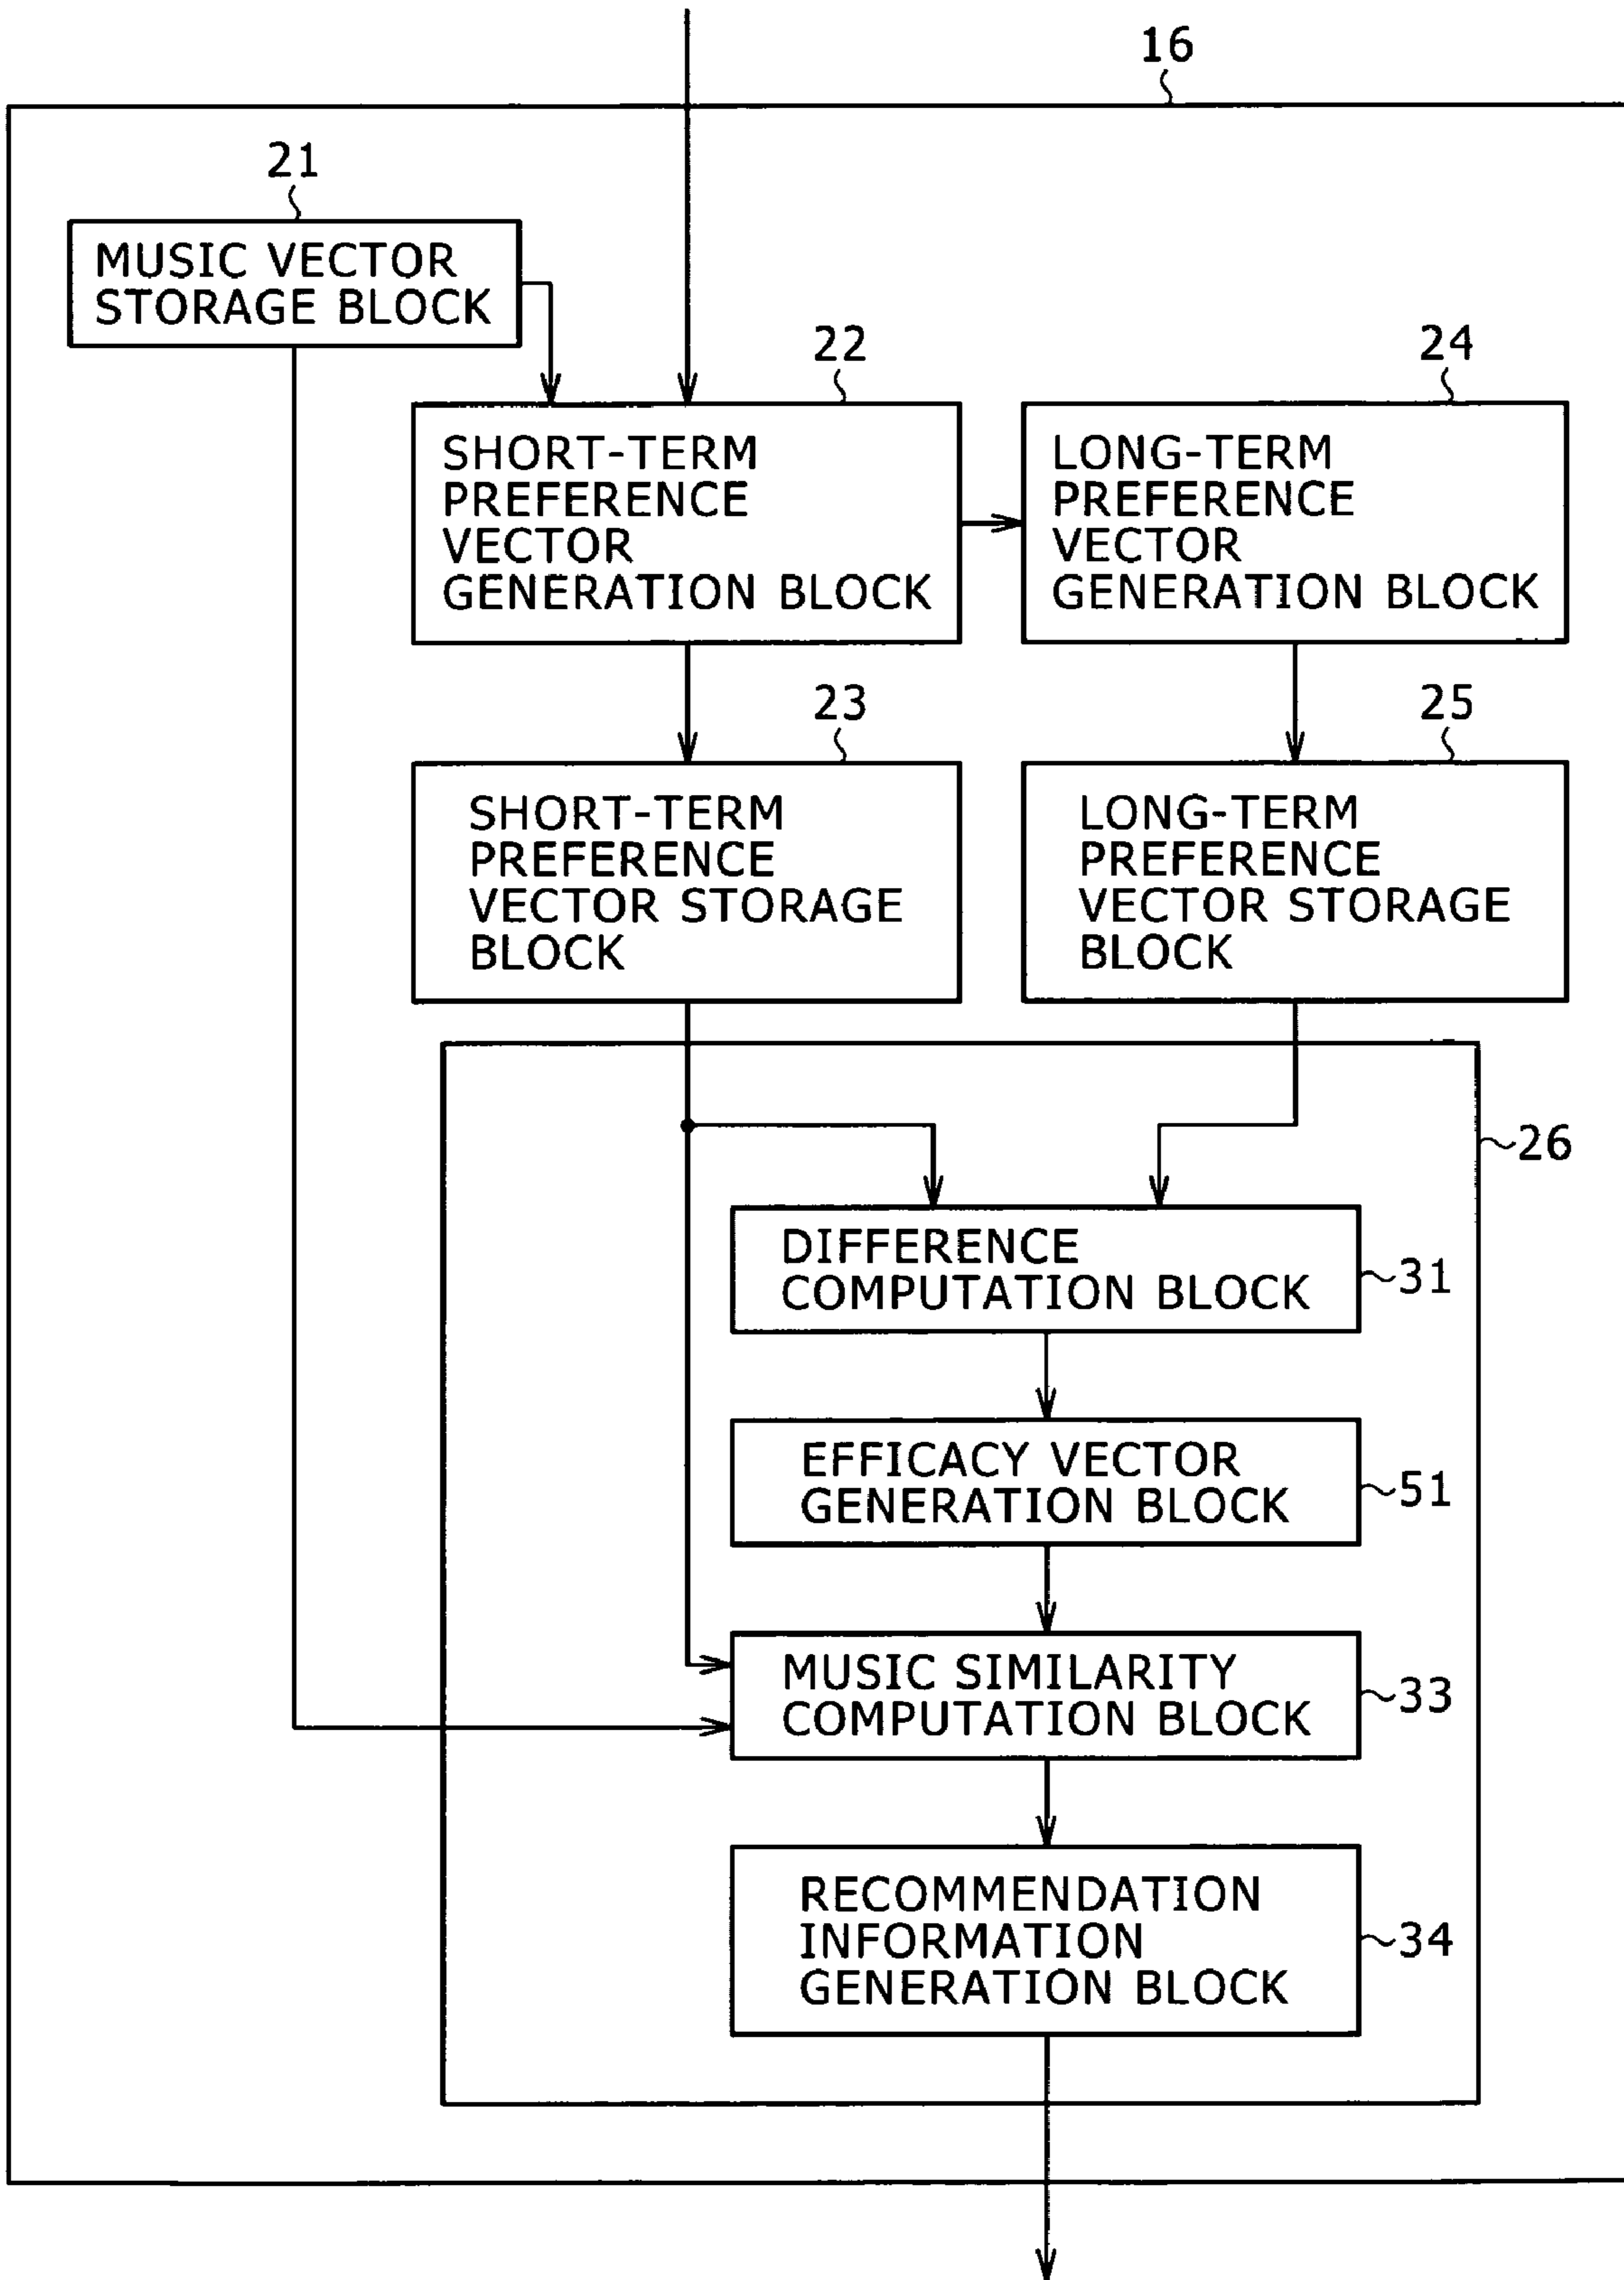 16
21
MUSIC VECTOR
STORAGE BLOCK
22
SHORT-TERM
PREFERENCE
VECTOR
GENERATION BLOCK
24
LONG-TERM
PREFERENCE
VECTOR
GENERATION BLOCK
23
SHORT-TERM
PREFERENCE
VECTOR STORAGE
BLOCK
25
LONG-TERM
PREFERENCE
VECTOR STORAGE
BLOCK
26
DIFFERENCE
COMPUTATION BLOCK
31
EFFICACY VECTOR
GENERATION BLOCK
51
MUSIC SIMILARITY
COMPUTATION BLOCK
33
RECOMMENDATION
INFORMATION
GENERATION BLOCK
34